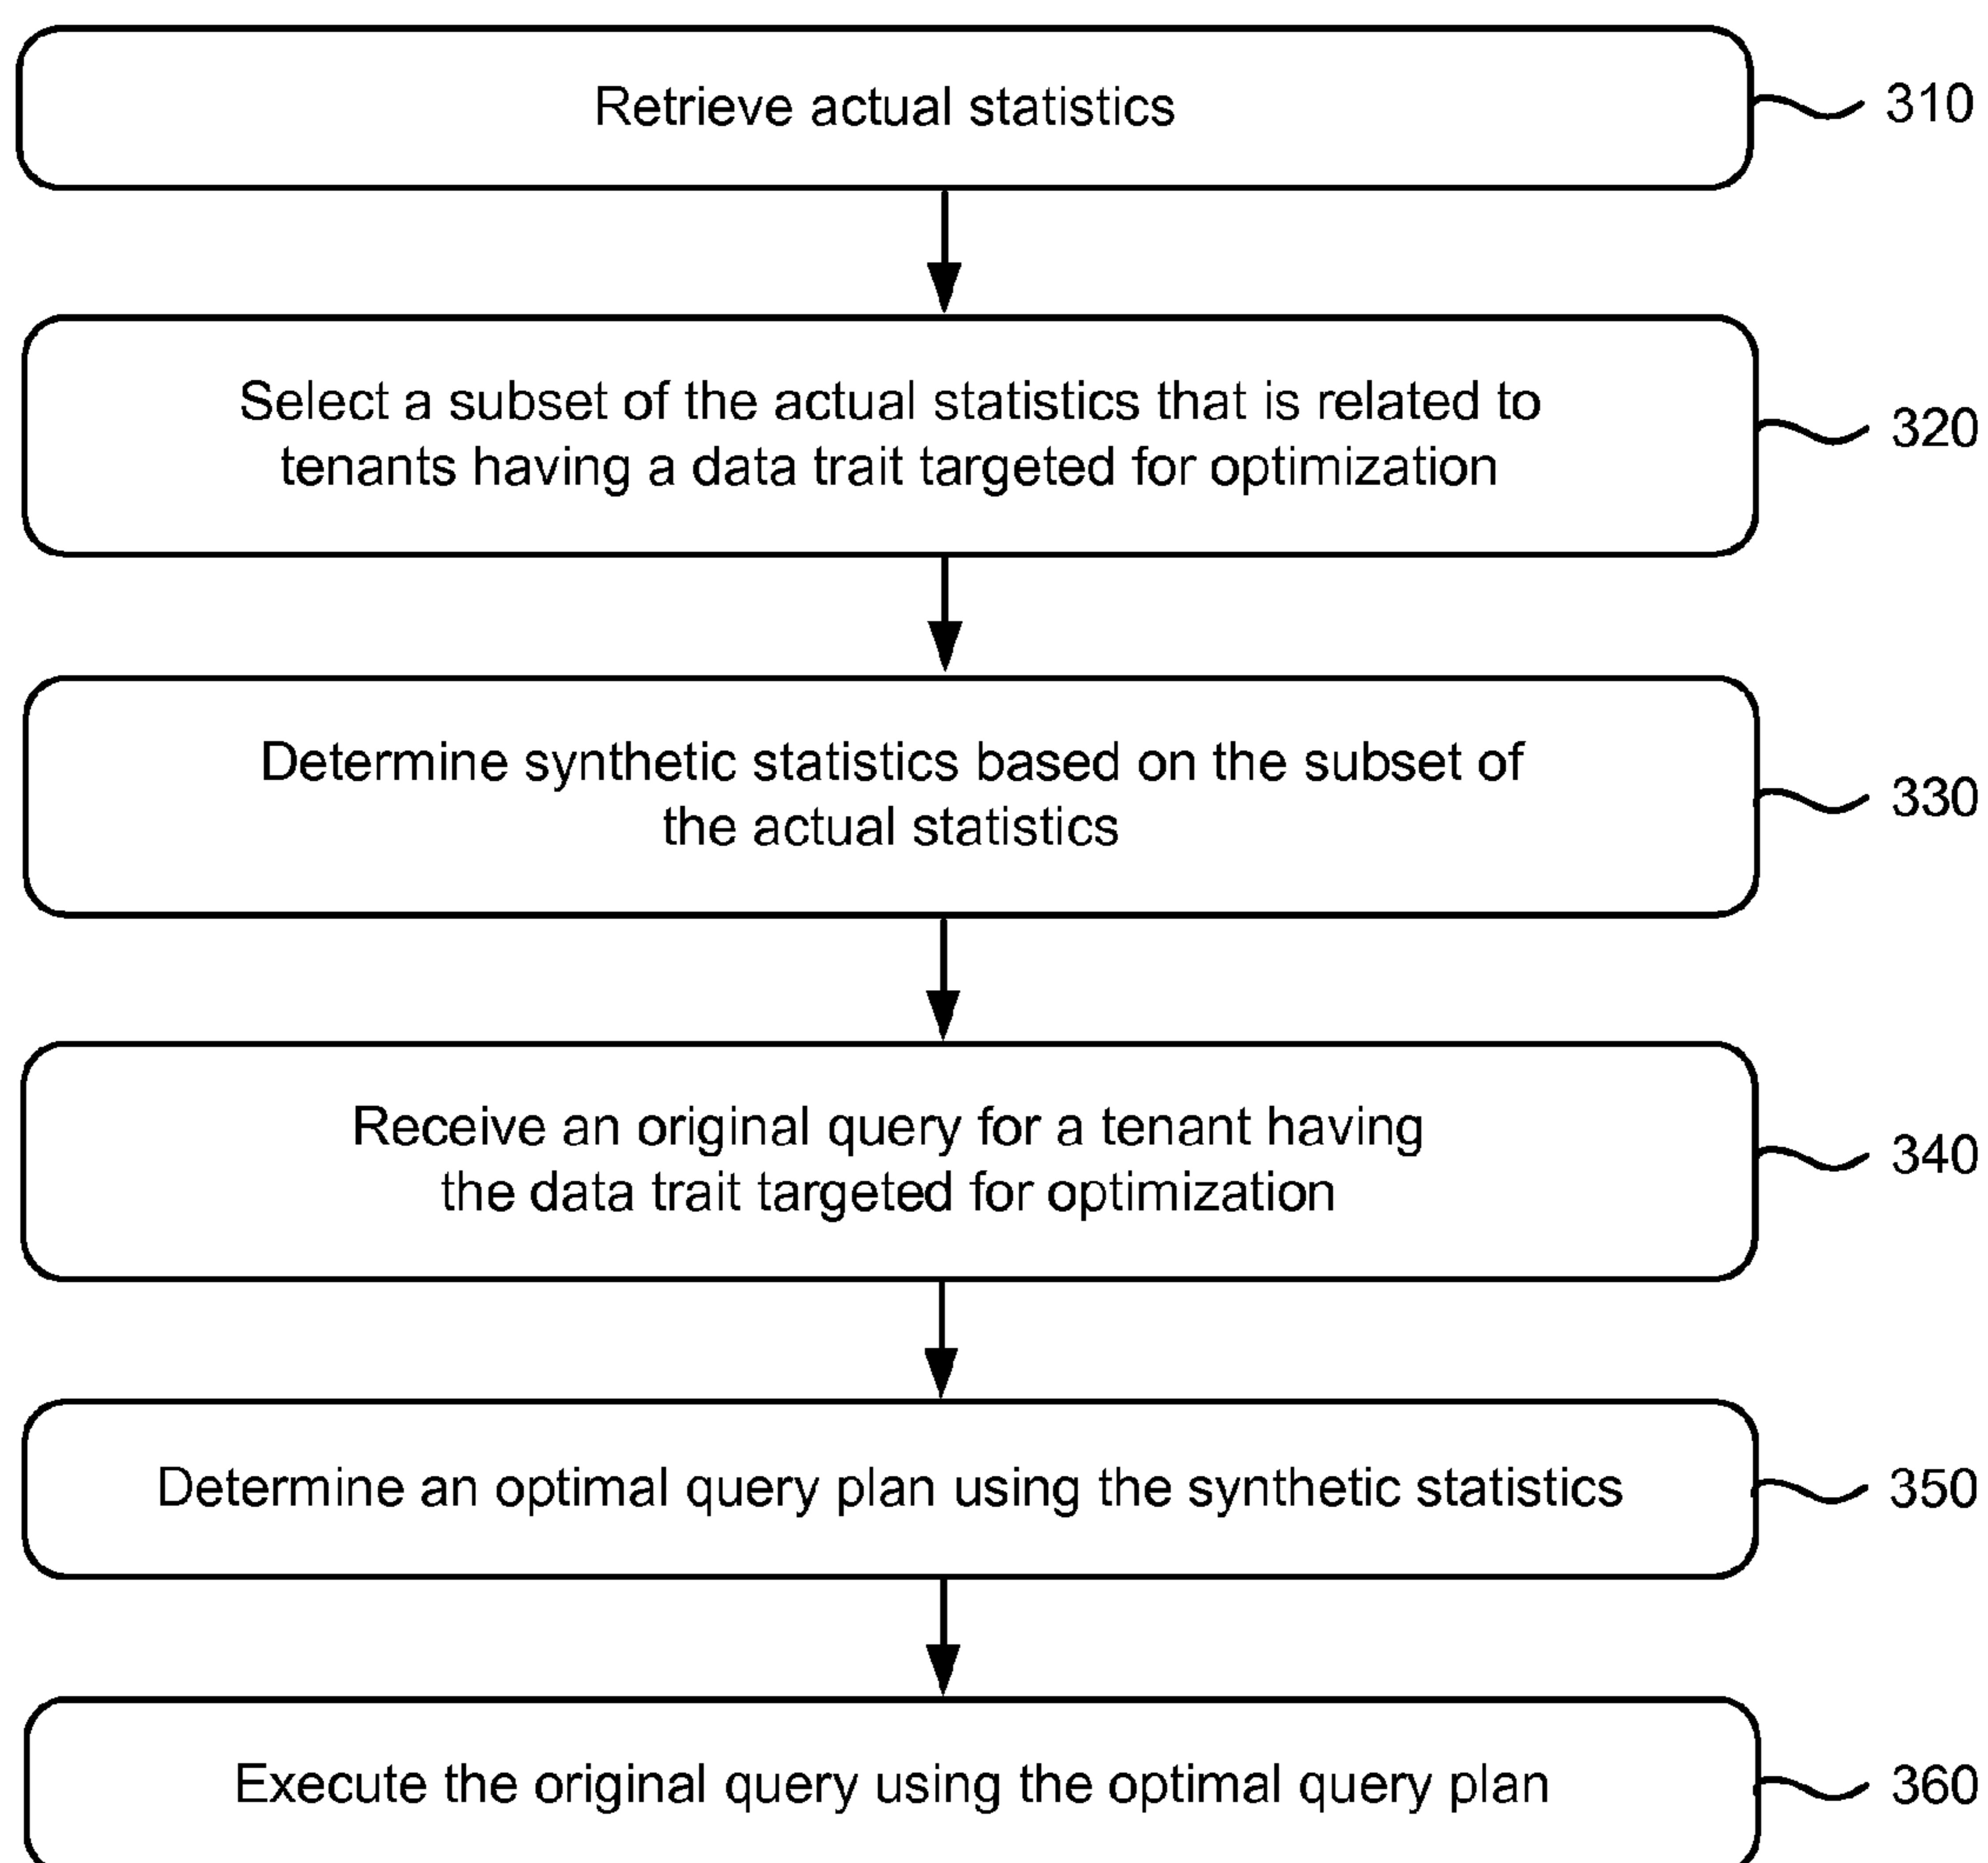 Retrieve actual statistics
310
Select a subset of the actual statistics that is related to
tenants having a data trait targeted for optimization
320
Determine synthetic statistics based on the subset of
the actual statistics
330
Receive an original query for a tenant having
the data trait targeted for optimization
340
Determine an optimal query plan using the synthetic statistics
350
Execute the original query using the optimal query plan
360